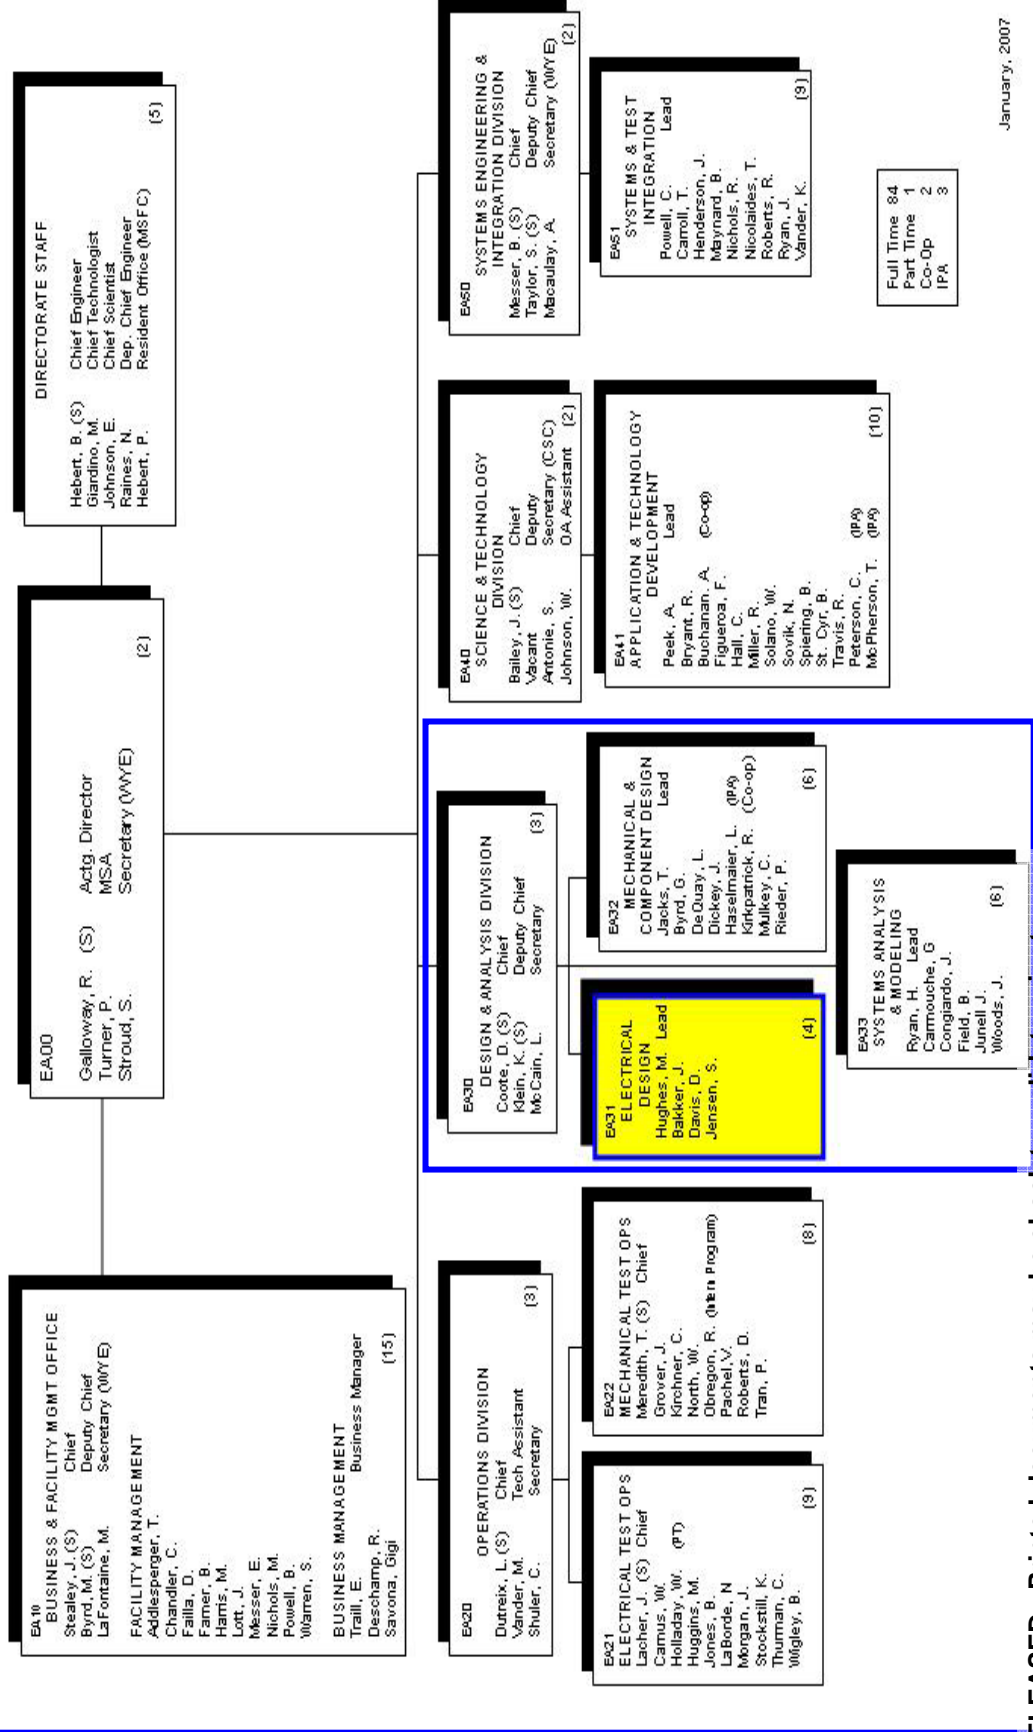 EA00
Galloway, R. (S) Actg. Director
Turner, P. MSA
Stroud, S. Secretary (WYE)
(2)
DIRECTORATE STAFF
Hebert, B. (S) Chief Engineer
Giardino, M. Chief Technologist
Johnson, E. Chief Scientist
Raines, N. Dep. Chief Engineer
Hebert, P. Resident Office (MSFC)
(5)
EA10
BUSINESS & FACILITY MGMT OFFICE
Stealey, J. (S) Chief
Byrd, M. (S) Deputy Chief
LaFontaine, M. Secretary (WYE)
FACILITY MANAGEMENT
Addlesperger, T.
Chandler, C.
Failla, D.
Farner, B.
Harris, M.
Lott, J.
Messer, E.
Nichols, M.
Powell, B.
Warren, S.
BUSINESS MANAGEMENT
Traill, E. Business Manager
Deschamp, R.
Savona, Gigi
(15)
EA20
OPERATIONS DIVISION
Dutreix, L. (S) Chief
Vander, M. Tech Assistant
Shuler, C. Secretary
(3)
EA30
DESIGN & ANALYSIS DIVISION
Coote, D. (S) Chief
Klein, K. (S) Deputy Chief
McCain, L. Secretary
(3)
EA40
SCIENCE & TECHNOLOGY
DIVISION
Bailey, J. (S) Chief
Vacant Deputy
Antonie, S. Secretary (CSC)
Johnson, W. OA Assistant
(2)
EA50
SYSTEMS ENGINEERING &
INTEGRATION DIVISION
Messer, B. (S) Chief
Taylor, S. (S) Deputy Chief
Macaulay, A. Secretary (WYE)
(2)
EA21
ELECTRICAL TEST OPS
Lacher, J. (S) Chief
Camus, W.
Holladay, W. (PT)
Huggins, M.
Jones, B.
LaBorde, N
Morgan, J.
Stockstill, K.
Thurman, C.
Wigley, B.
(9)
EA22
MECHANICAL TEST OPS
Meredith, T. (S) Chief
Grover, J.
Kirchner, C.
North, W.
Obregon, R. (Intern Program)
Pachel, V.
Roberts, D.
Tran, P.
(8)
EA31
ELECTRICAL
DESIGN
Hughes, M. Lead
Bakker, J.
Davis, D.
Jensen, S.
(4)
EA32
MECHANICAL &
COMPONENT DESIGN
Jacks, T. Lead
Byrd, G.
DeQuay, L.
Dickey, J.
Haselmaier, L. (IPA)
Kirkpatrick, R. (Co-op)
Mulkey, C.
Rieder, P.
(6)
EA33
SYSTEMS ANALYSIS
& MODELING
Ryan, H. Lead
Carmouche, G
Congiardo, J.
Field, B.
Junell J.
Woods, J.
(6)
EA41
APPLICATION & TECHNOLOGY
DEVELOPMENT
Peek, A. Lead
Bryant, R.
Buchanan. A. (Co-op)
Figueroa, F.
Hall, C.
Miller, R.
Solano, W.
Sovik, N.
Spiering, B.
St. Cyr, B.
Travis, R.
Peterson, C. (IPA)
McPherson, T. (IPA)
(10)
EA51
SYSTEMS & TEST
INTEGRATION
Powell, C. Lead
Carroll, T.
Henderson, J.
Maynard, B.
Nichols, R.
Nicolaides, T.
Roberts, R.
Ryan, J.
Vander, K.
(9)
Full Time 84
Part Time 1
Co-Op 2
IPA 3
January, 2007